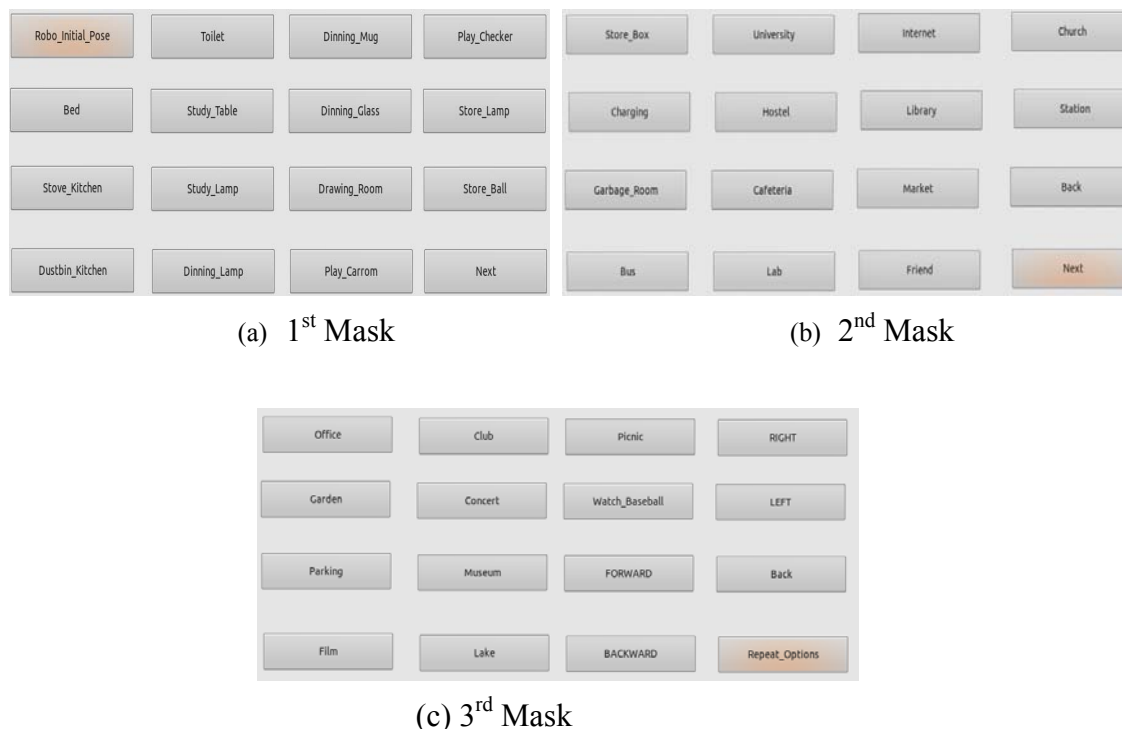 Robo_Initial_Pose Toilet Dinning_Mug Play_Checker
Bed Study_Table Dinning_Glass Store_Lamp
Stove_Kitchen Study_Lamp Drawing_Room Store_Ball
Dustbin_Kitchen Dinning_Lamp Play_Carrom Next
(a) 1st Mask
Store_Box University Internet Church
Charging Hostel Library Station
Garbage_Room Cafeteria Market Back
Bus Lab Friend Next
(b) 2nd Mask
Office Club Picnic RIGHT
Garden Concert Watch_Baseball LEFT
Parking Museum FORWARD Back
Film Lake BACKWARD Repeat_Options
(c) 3rd Mask